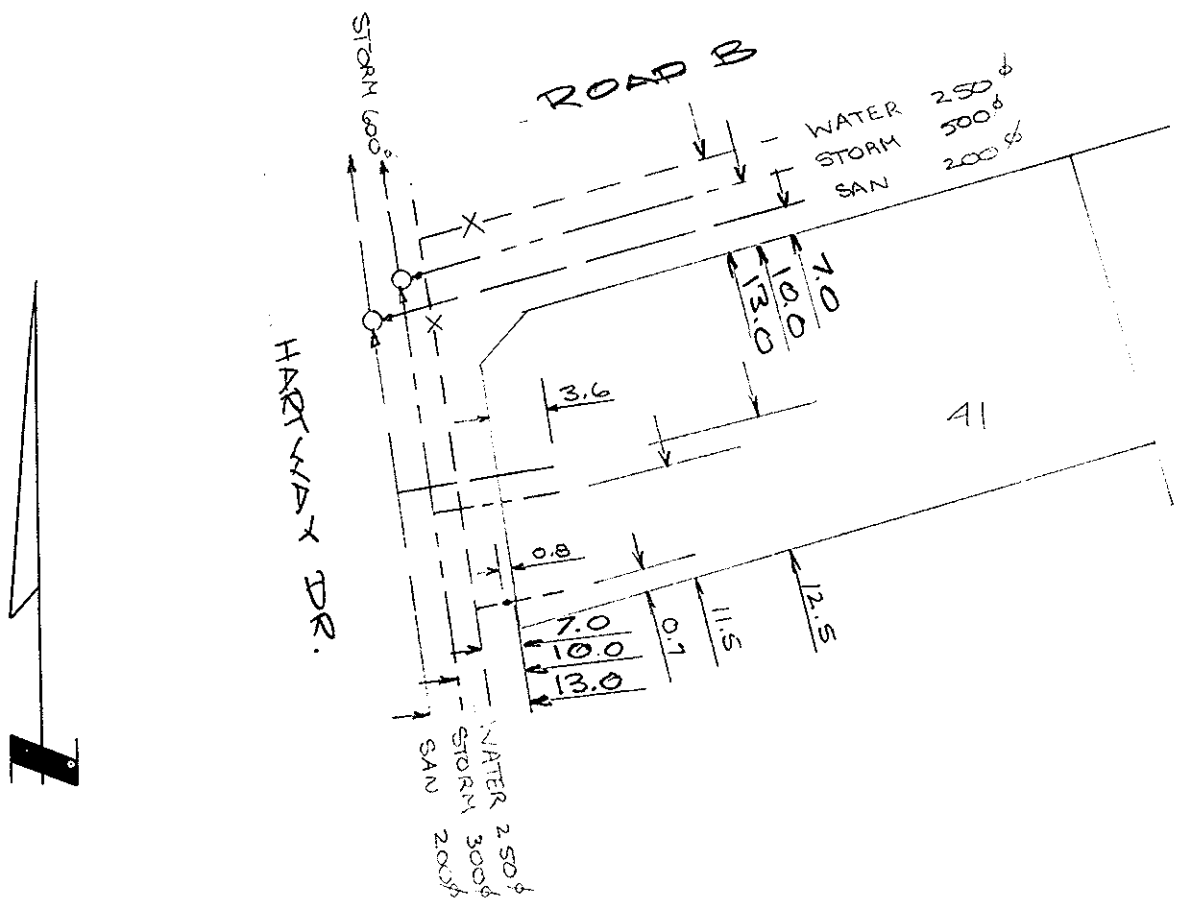 STORM 600ø
ROAD B
WATER 250ø
STORM 500ø
SAN 200ø
7.0
10.0
13.0
HARTWAY DR.
3.6
41
0.8
7.0
10.0
13.0
0.7
11.5
12.5
WATER 250ø
STORM 300ø
SAN 200ø